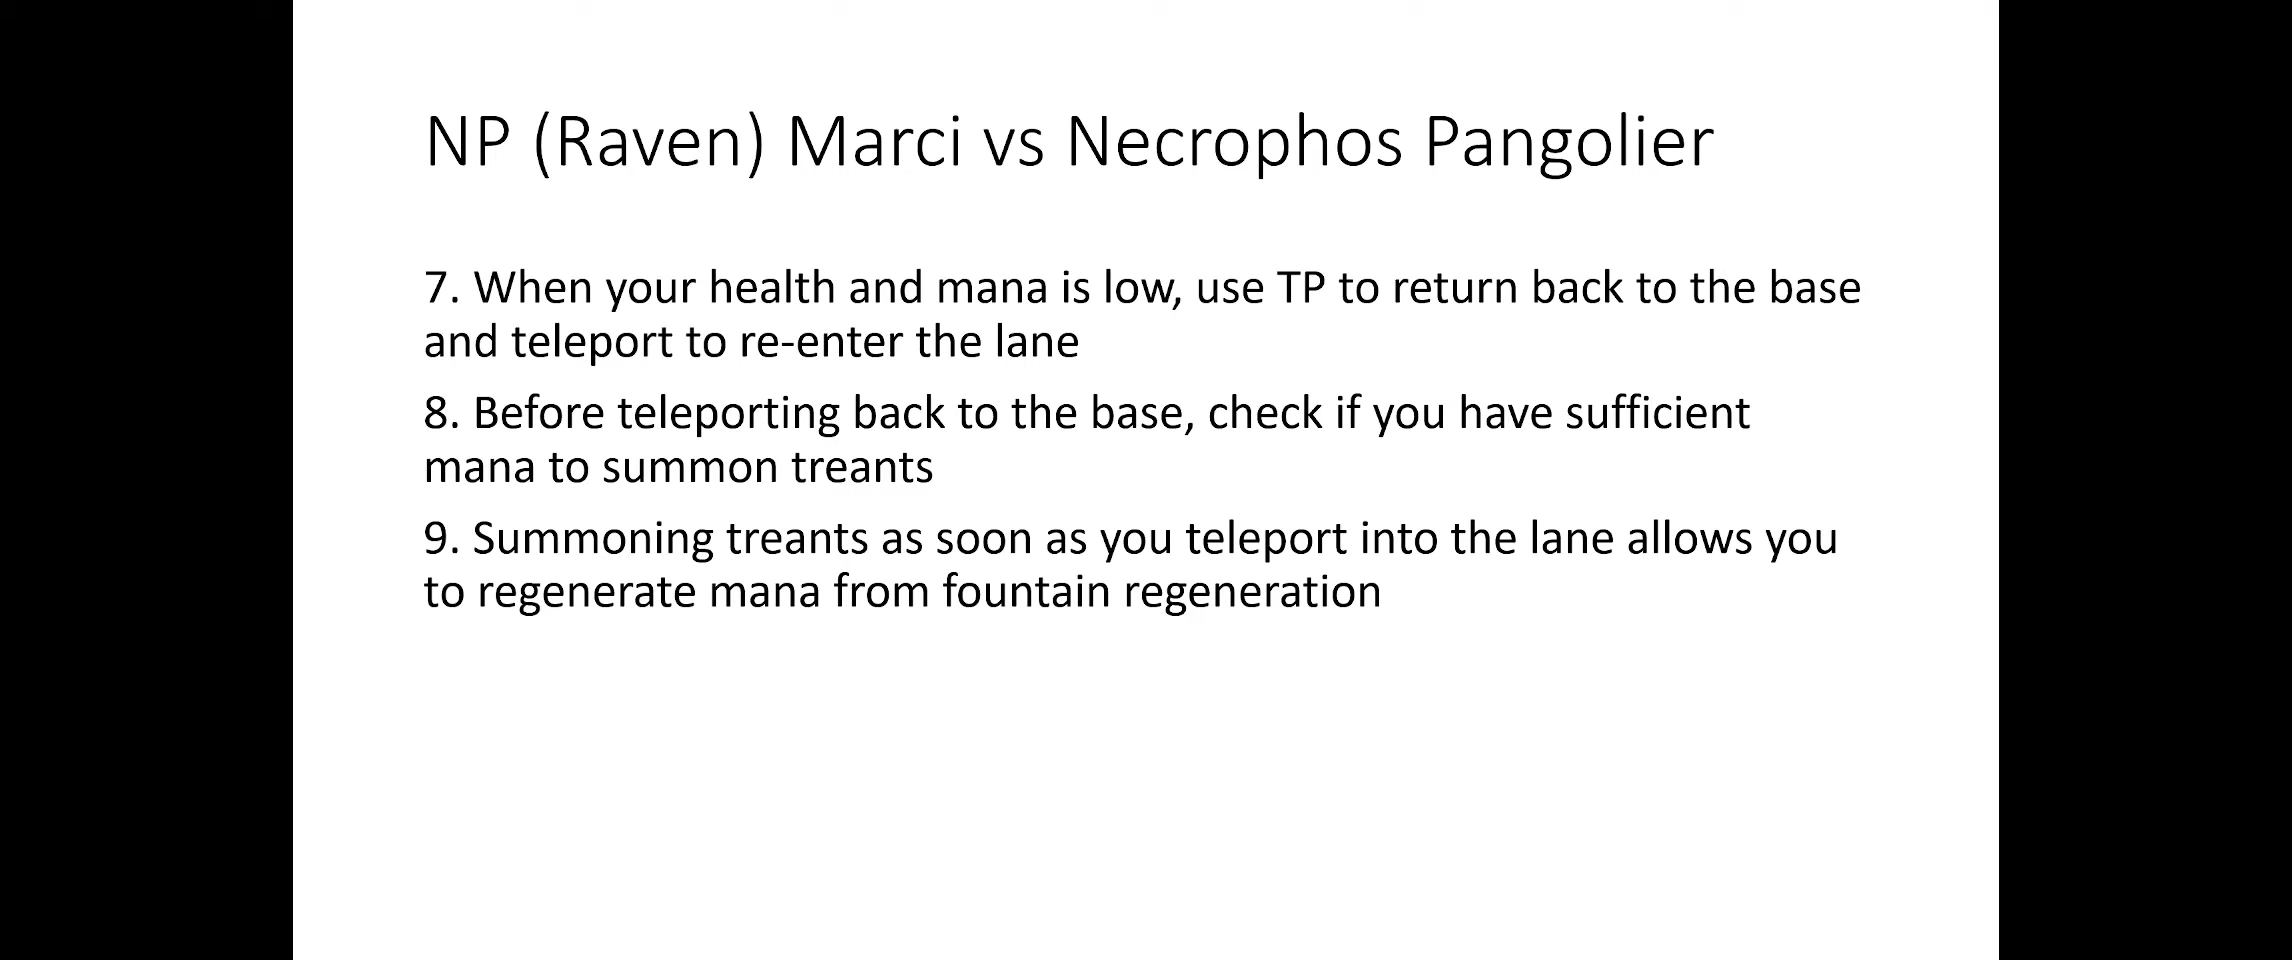 NP (Raven) Marci vs Necrophos Pangolier
7. When your health and mana is low, use TP to return back to the base
and teleport to re-enter the lane
8. Before teleporting back to the base, check if you have sufficient
mana to summon treants
9. Summoning treants as soon as you teleport into the lane allows you
to regenerate mana from fountain regeneration